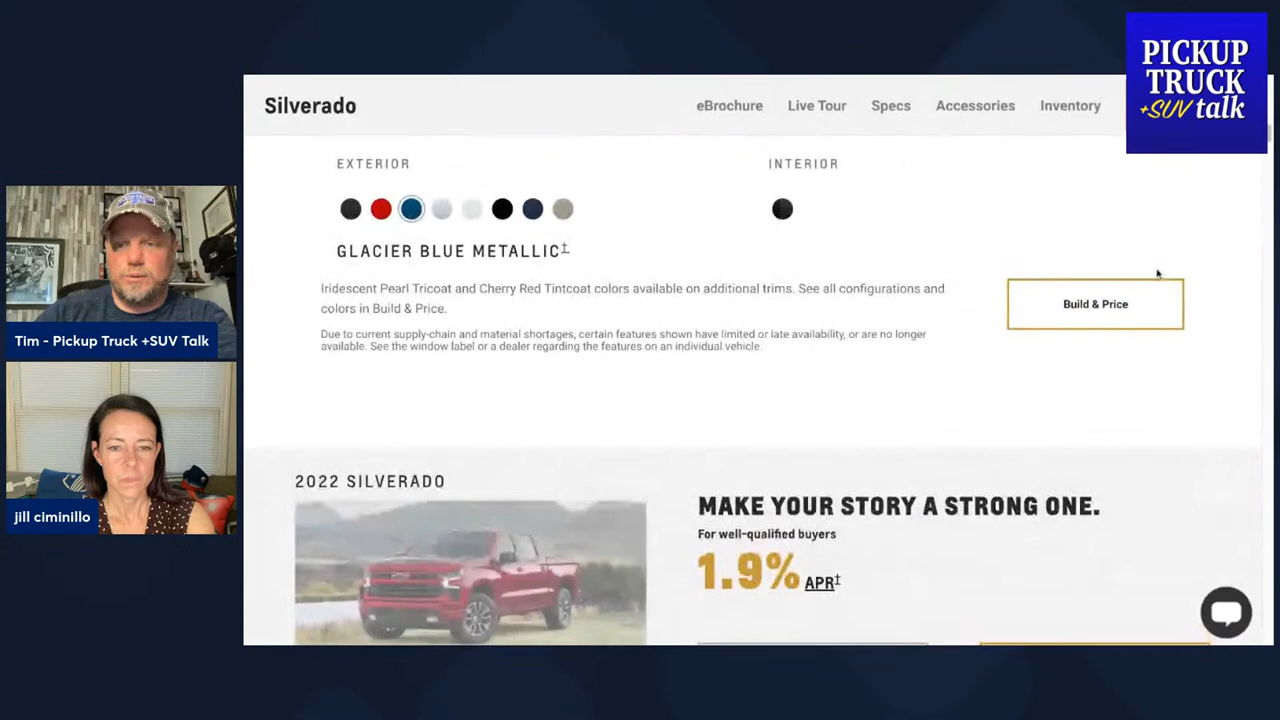 PICKUP
TRUCK
+SUV talk
Silverado
eBrochure
Live Tour
Specs
Accessories
Inventory
EXTERIOR
INTERIOR
GLACIER BLUE METALLIC†
Iridescent Pearl Tricoat and Cherry Red Tintcoat colors available on additional trims. See all configurations and
colors in Build & Price.
Build & Price
Due to current supply-chain and material shortages, certain features shown have limited or late availability, or are no longer
available. See the window label or a dealer regarding the features on an individual vehicle.
Tim - Pickup Truck +SUV Talk
jill ciminillo
2022 SILVERADO
MAKE YOUR STORY A STRONG ONE.
For well-qualified buyers
1.9% APR‡